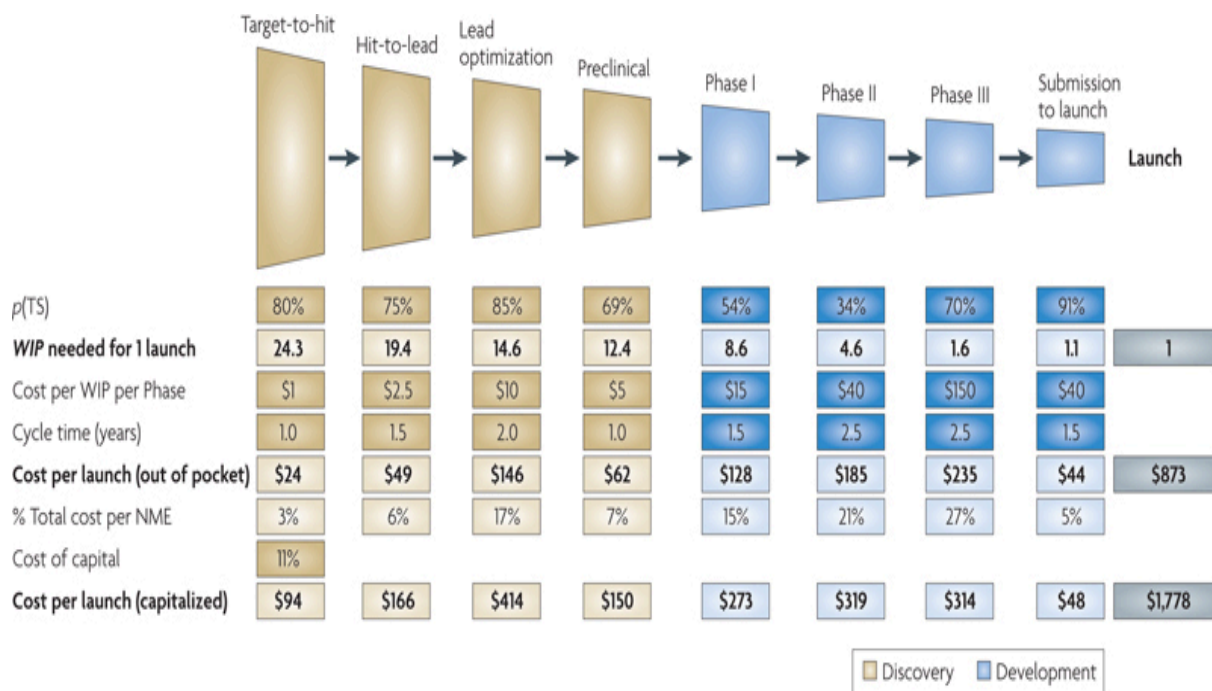 Target-to-hit
Hit-to-lead
Lead
optimization
Preclinical
Phase I
Phase II
Phase III
Submission
to launch
Launch
p(TS) 80% 75% 85% 69% 54% 34% 70% 91%
WIP needed for 1 launch 24.3 19.4 14.6 12.4 8.6 4.6 1.6 1.1 1
Cost per WIP per Phase $1 $2.5 $10 $5 $15 $40 $150 $40
Cycle time (years) 1.0 1.5 2.0 1.0 1.5 2.5 2.5 1.5
Cost per launch (out of pocket) $24 $49 $146 $62 $128 $185 $235 $44 $873
% Total cost per NME 3% 6% 17% 7% 15% 21% 27% 5%
Cost of capital 11%
Cost per launch (capitalized) $94 $166 $414 $150 $273 $319 $314 $48 $1,778
Discovery Development